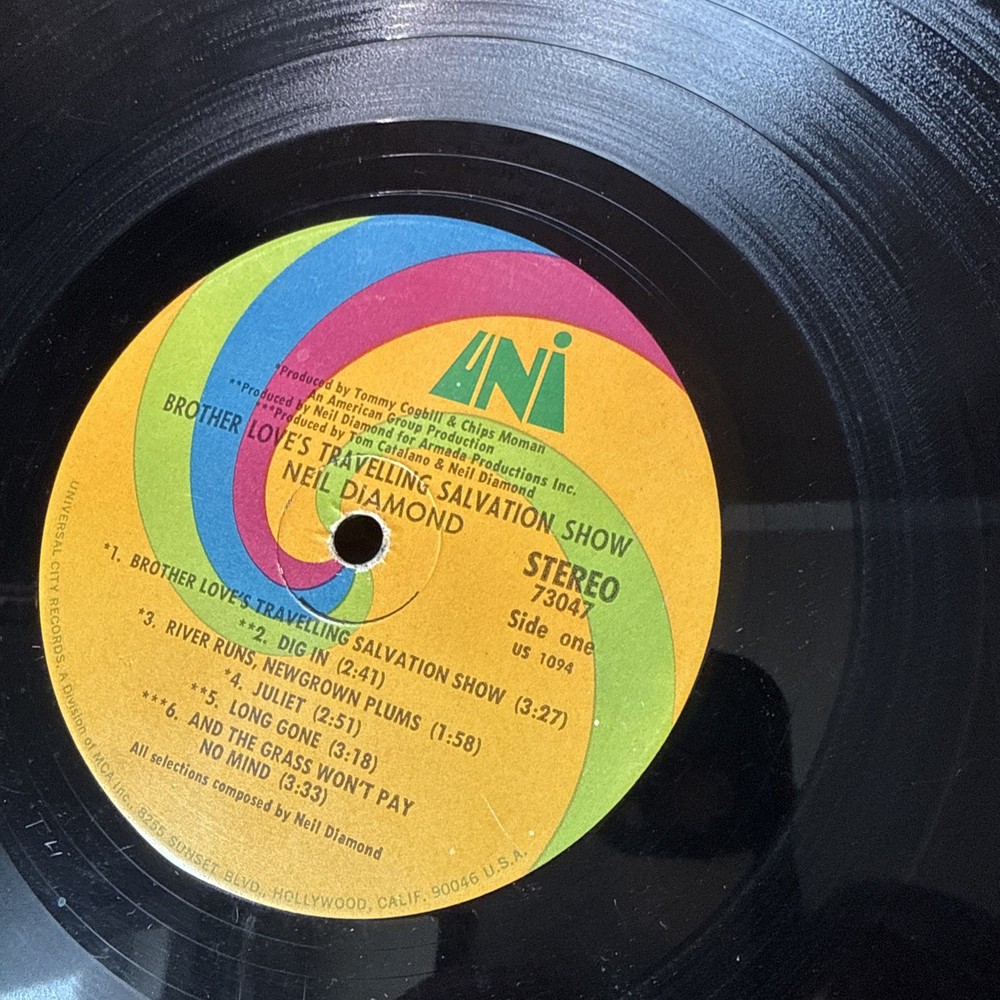 UNI
*Produced by Tommy Cogbill & Chips Moman
An American Group Production
**Produced by Neil Diamond for Armada Productions Inc.
***Produced by Tom Catalano & Neil Diamond
BROTHER LOVE'S TRAVELLING SALVATION SHOW
NEIL DIAMOND
STEREO
73047
Side one
US 1094
*1. BROTHER LOVE'S TRAVELLING SALVATION SHOW (3:27)
**2. DIG IN (2:41)
*3. RIVER RUNS, NEWGROWN PLUMS (1:58)
*4. JULIET (2:51)
**5. LONG GONE (3:18)
***6. AND THE GRASS WON'T PAY
NO MIND (3:33)
All selections composed by Neil Diamond
UNIVERSAL CITY RECORDS. A Division of MCA Inc., 8255 SUNSET BLVD., HOLLYWOOD, CALIF. 90046 U.S.A.